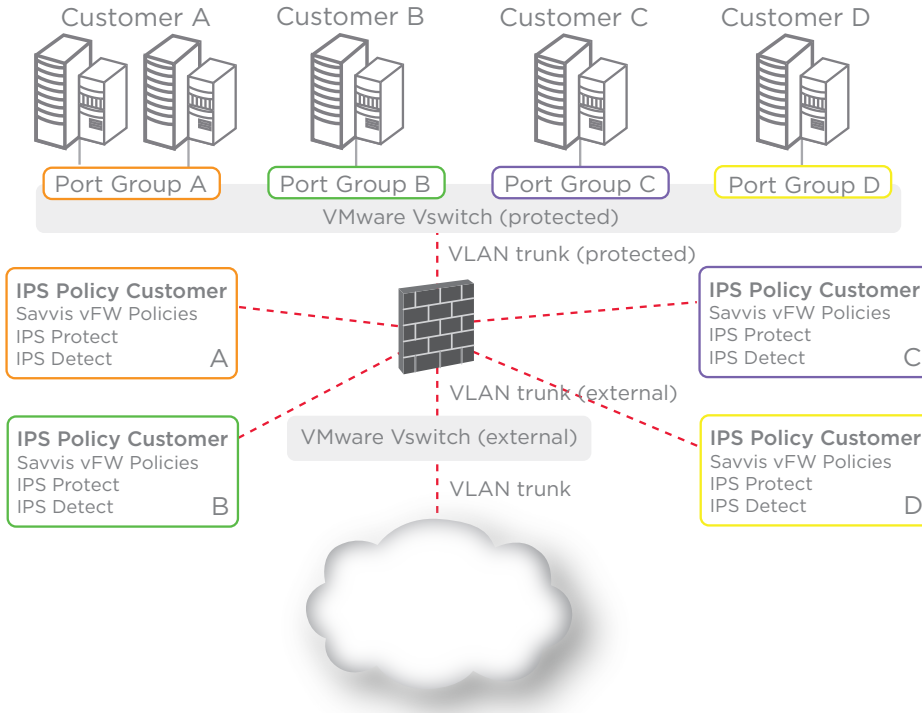 Customer A
Customer B
Customer C
Customer D
Port Group A
Port Group B
Port Group C
Port Group D
VMware Vswitch (protected)
VLAN trunk (protected)
IPS Policy Customer
Savvis vFW Policies
IPS Protect
IPS Detect
A
IPS Policy Customer
Savvis vFW Policies
IPS Protect
IPS Detect
C
VLAN trunk (external)
VMware Vswitch (external)
IPS Policy Customer
Savvis vFW Policies
IPS Protect
IPS Detect
B
IPS Policy Customer
Savvis vFW Policies
IPS Protect
IPS Detect
D
VLAN trunk